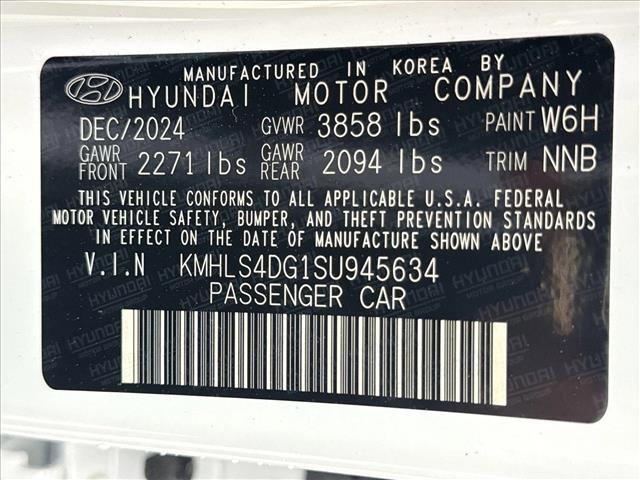 MANUFACTURED IN KOREA BY
HYUNDAI MOTOR COMPANY
DEC/2024 GVWR 3858 lbs PAINT W6H
GAWR FRONT 2271 lbs GAWR REAR 2094 lbs TRIM NNB
THIS VEHICLE CONFORMS TO ALL APPLICABLE U.S.A. FEDERAL
MOTOR VEHICLE SAFETY, BUMPER, AND THEFT PREVENTION STANDARDS
IN EFFECT ON THE DATE OF MANUFACTURE SHOWN ABOVE
V.I.N KMHLS4DG1SU945634
PASSENGER CAR